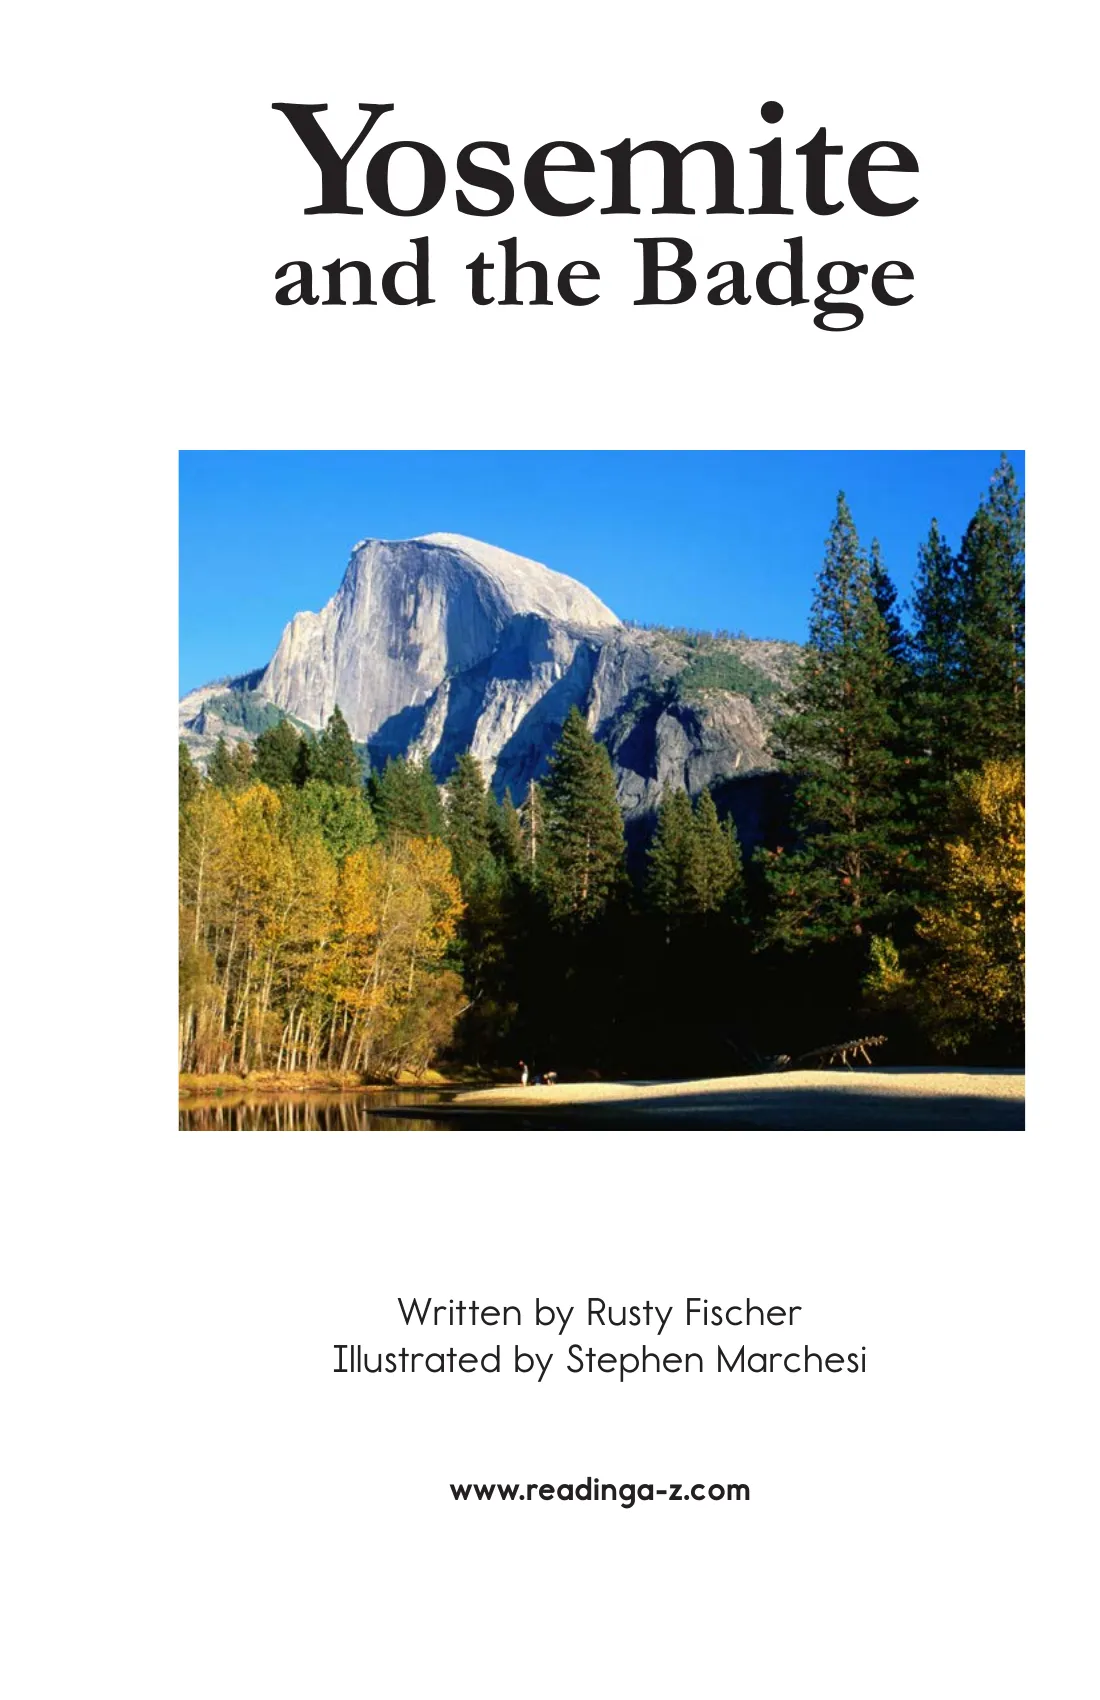 Yosemite
and the Badge
Written by Rusty Fischer
Illustrated by Stephen Marchesi
www.readinga-z.com